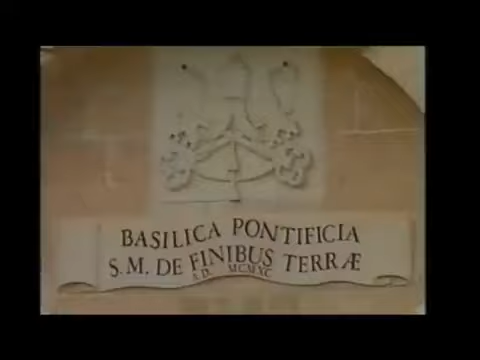 BASILICA PONTIFICIA
S.M. DE FINIBUS TERRÆ
A.D. MCMXC